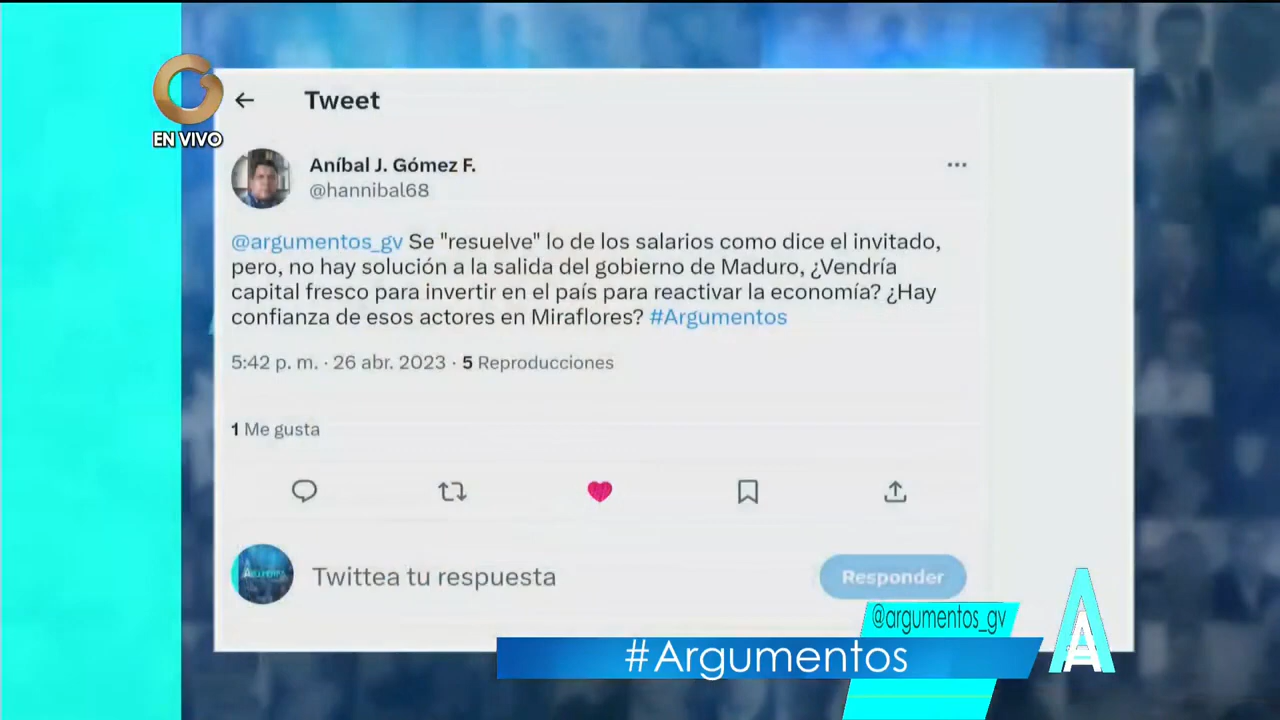 EN VIVO
Tweet
Aníbal J. Gómez F.
@hannibal68
@argumentos_gv Se "resuelve" lo de los salarios como dice el invitado,
pero, no hay solución a la salida del gobierno de Maduro, ¿Vendría
capital fresco para invertir en el país para reactivar la economía? ¿Hay
confianza de esos actores en Miraflores? #Argumentos
5:42 p. m. · 26 abr. 2023 · 5 Reproducciones
1 Me gusta
Twittea tu respuesta
Responder
@argumentos_gv
#Argumentos